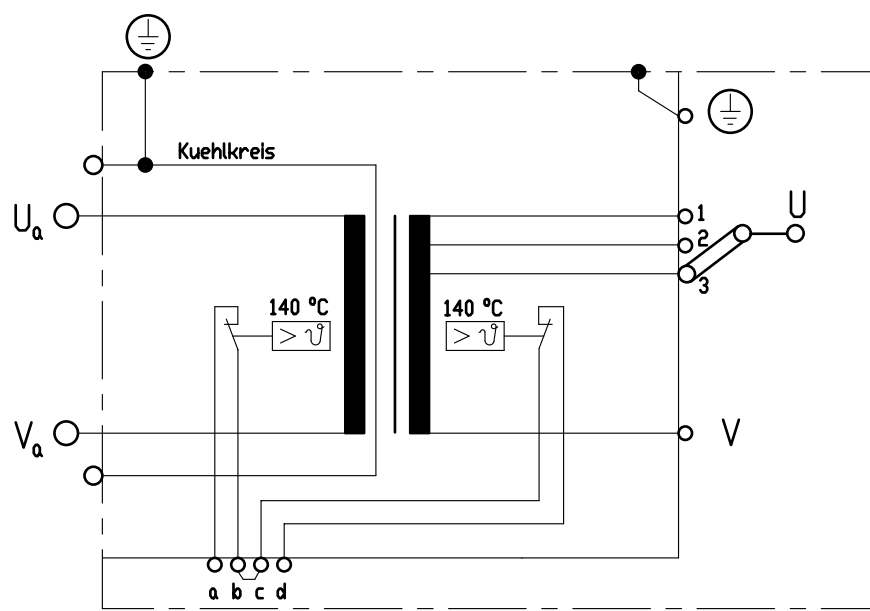 Kuehlkreis
Ua
1
2
3
U
140 °C
> ϑ
140 °C
> ϑ
Va
V
a b c d